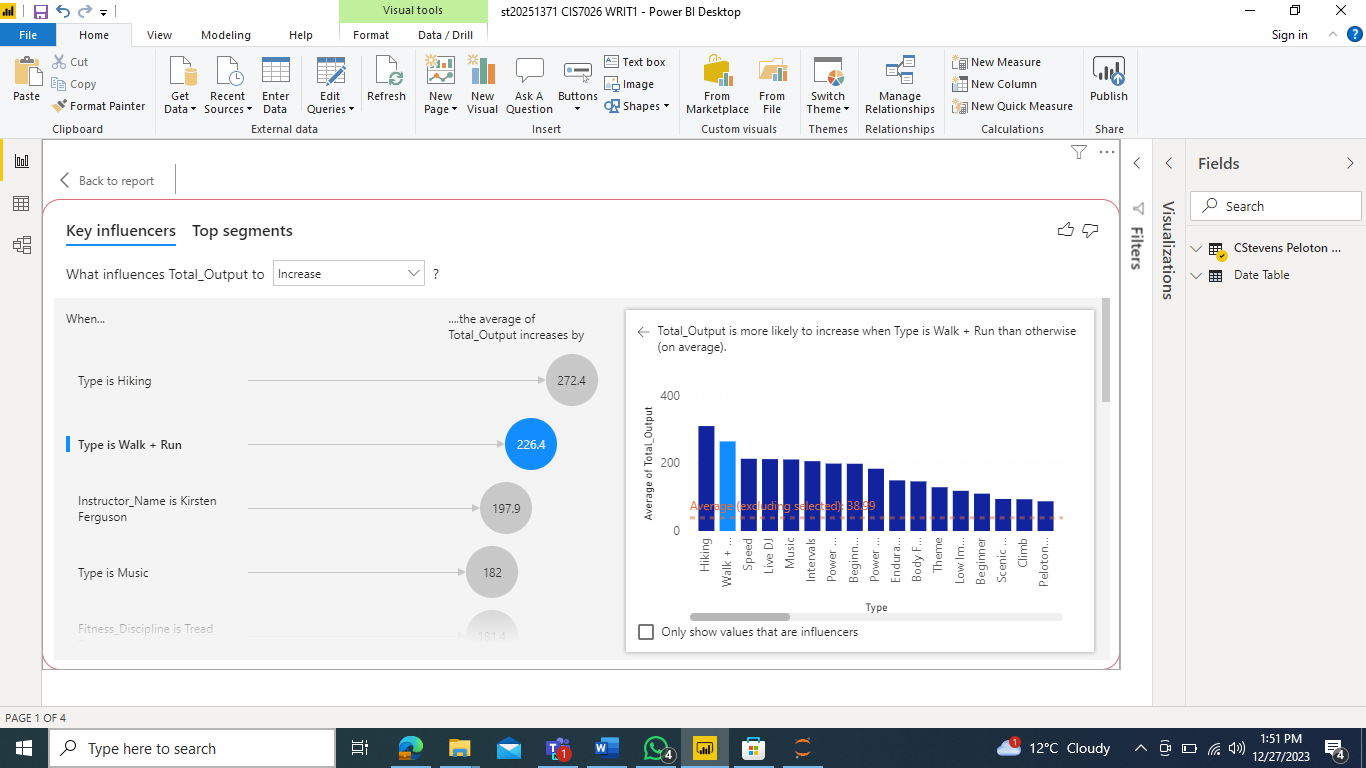 Visual tools
st20251371 CIS7026 WRIT1 - Power BI Desktop
File
Home
View
Modeling
Help
Format
Data / Drill
Sign in
?
Paste
Cut
Copy
Format Painter
Clipboard
Get
Data
Recent
Sources
Enter
Data
External data
Edit
Queries
Refresh
New
Page
New
Visual
Ask A
Question
Buttons
Text box
Image
Shapes
Insert
From
Marketplace
From
File
Custom visuals
Switch
Theme
Themes
Manage
Relationships
Relationships
New Measure
New Column
New Quick Measure
Calculations
Publish
Share
Back to report
Key influencers
Top segments
What influences Total_Output to
Increase
?
When...
....the average of
Total_Output increases by
Type is Hiking
272.4
Type is Walk + Run
226.4
Instructor_Name is Kirsten
Ferguson
197.9
Type is Music
182
Fitness_Discipline is Tread
181.4
Total_Output is more likely to increase when Type is Walk + Run than otherwise
(on average).
Average of Total_Output
400
200
0
Average (excluding selected): 38.99
Hiking
Walk + ...
Speed
Live DJ
Music
Intervals
Power ...
Beginn...
Power ...
Endura...
Body F...
Theme
Low Im...
Beginner
Scenic ...
Climb
Peloton...
Type
Only show values that are influencers
Filters
Visualizations
Fields
Search
CStevens Peloton ...
Date Table
PAGE 1 OF 4
Type here to search
1
4
1
12°C Cloudy
1:51 PM
12/27/2023
4